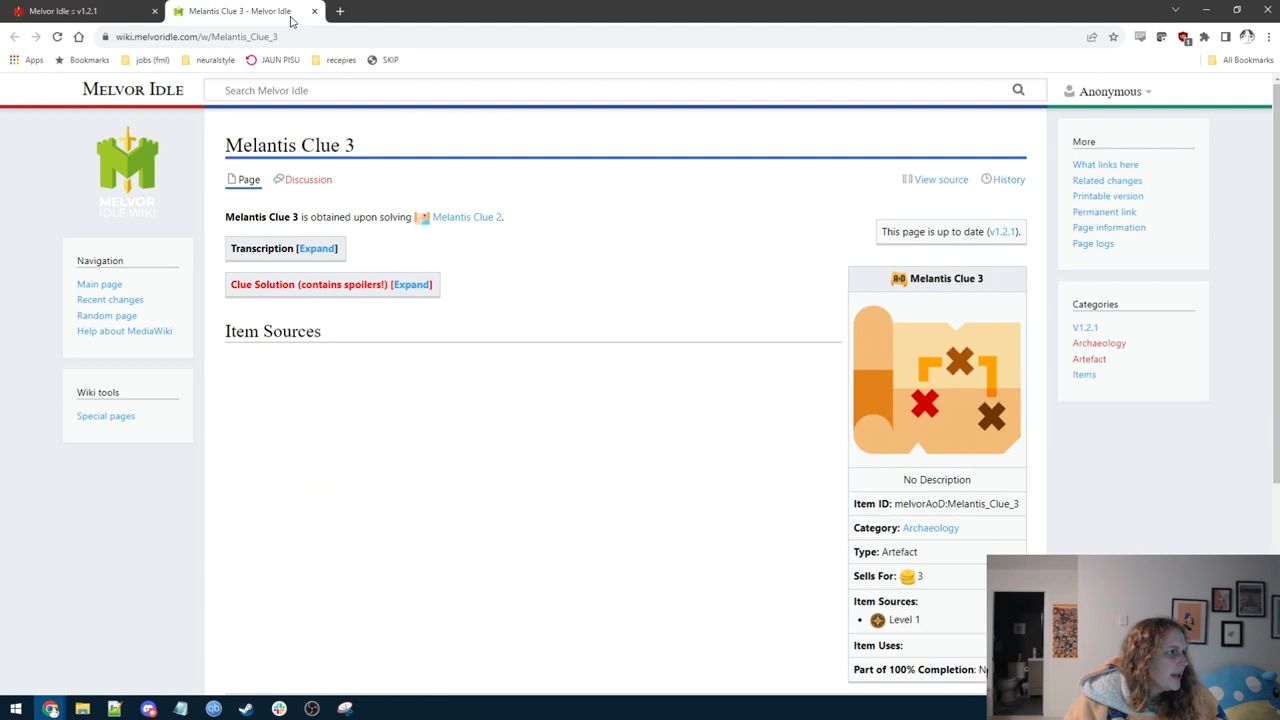 Melvor Idle :: v1.2.1
Melantis Clue 3 - Melvor Idle
wiki.melvoridle.com/w/Melantis_Clue_3
Apps
Bookmarks
jobs (fml)
neuralstyle
JAUN PISU
recepies
SKIP
All Bookmarks
MELVOR IDLE
Search Melvor Idle
Anonymous
MELVOR
IDLE WIKI
Navigation
Main page
Recent changes
Random page
Help about MediaWiki
Wiki tools
Special pages
Melantis Clue 3
Page
Discussion
View source
History
Melantis Clue 3 is obtained upon solving Melantis Clue 2.
This page is up to date (v1.2.1).
Transcription [Expand]
Clue Solution (contains spoilers!) [Expand]
Item Sources
Melantis Clue 3
No Description
Item ID: melvorAoD:Melantis_Clue_3
Category: Archaeology
Type: Artefact
Sells For: 3
Item Sources:
• Level 1
Item Uses:
Part of 100% Completion:
More
What links here
Related changes
Printable version
Permanent link
Page information
Page logs
Categories
V1.2.1
Archaeology
Artefact
Items